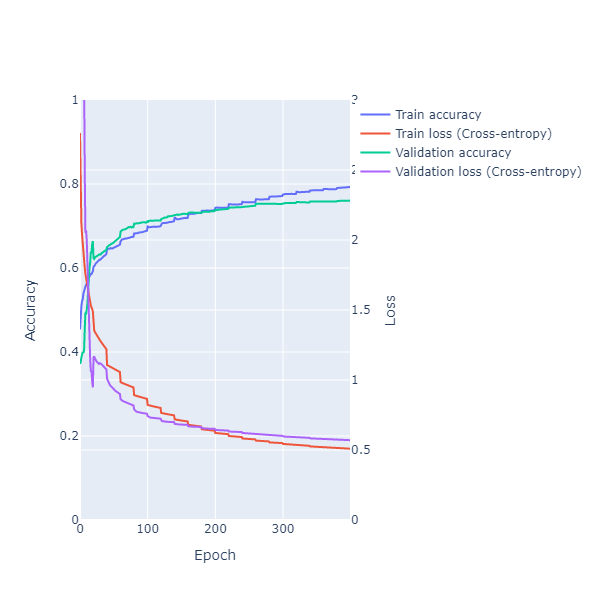 1
0.8
0.6
0.4
0.2
0
Accuracy
0
100
200
300
Epoch
2
1.5
1
0.5
0
Loss
Train accuracy
Train loss (Cross-entropy)
Validation accuracy
Validation loss (Cross-entropy)